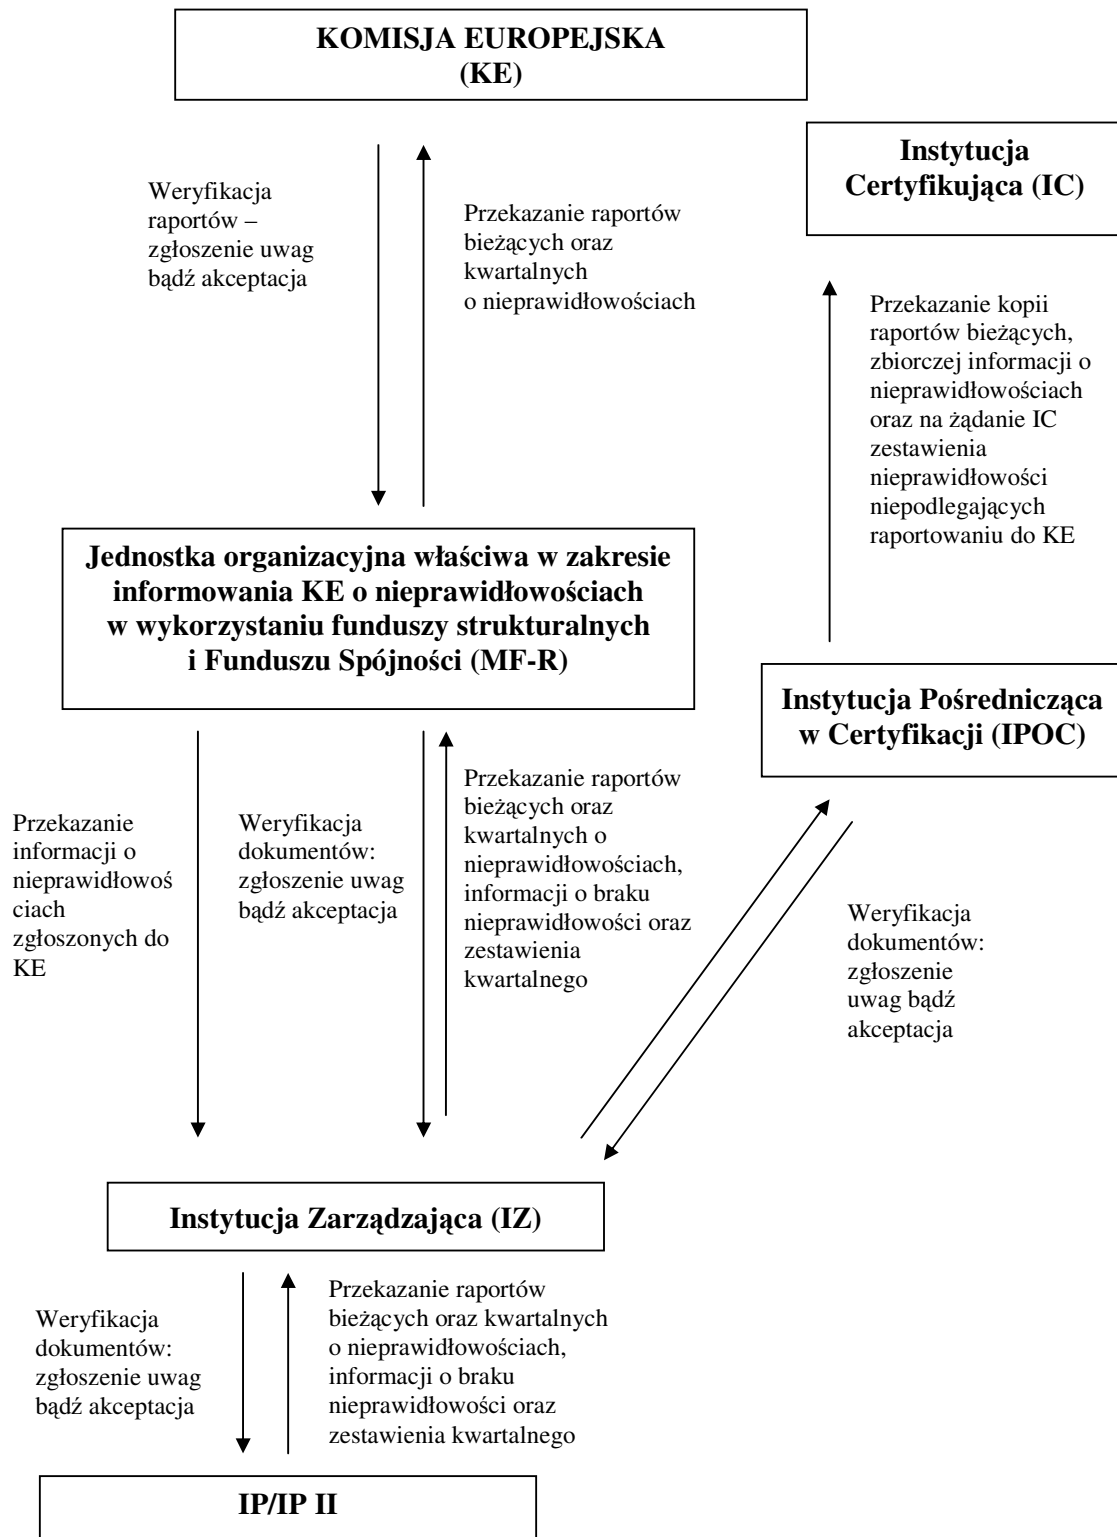 KOMISJA EUROPEJSKA
(KE)
Instytucja
Certyfikująca (IC)
Weryfikacja
raportów –
zgłoszenie uwag
bądź akceptacja
Przekazanie raportów
bieżących oraz
kwartalnych
o nieprawidłowościach
Przekazanie kopii
raportów bieżących,
zbiorczej informacji o
nieprawidłowościach
oraz na żądanie IC
zestawienia
nieprawidłowości
niepodlegających
raportowaniu do KE
Jednostka organizacyjna właściwa w zakresie
informowania KE o nieprawidłowościach
w wykorzystaniu funduszy strukturalnych
i Funduszu Spójności (MF-R)
Instytucja Pośrednicząca
w Certyfikacji (IPOC)
Przekazanie
informacji o
nieprawidłowoś
ciach
zgłoszonych do
KE
Weryfikacja
dokumentów:
zgłoszenie uwag
bądź akceptacja
Przekazanie raportów
bieżących oraz
kwartalnych o
nieprawidłowościach,
informacji o braku
nieprawidłowości oraz
zestawienia
kwartalnego
Weryfikacja
dokumentów:
zgłoszenie
uwag bądź
akceptacja
Instytucja Zarządzająca (IZ)
Weryfikacja
dokumentów:
zgłoszenie uwag
bądź akceptacja
Przekazanie raportów
bieżących oraz kwartalnych
o nieprawidłowościach,
informacji o braku
nieprawidłowości oraz
zestawienia kwartalnego
IP/IP II